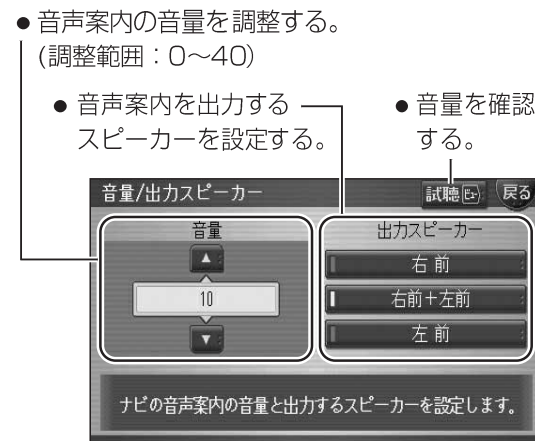 ● 音声案内の音量を調整する。
(調整範囲：0〜40)
● 音声案内を出力する
スピーカーを設定する。
● 音量を確認
する。
音量/出力スピーカー
試聴
戻る
音量
出力スピーカー
右 前
10
右前＋左前
左 前
ナビの音声案内の音量と出力するスピーカーを設定します。